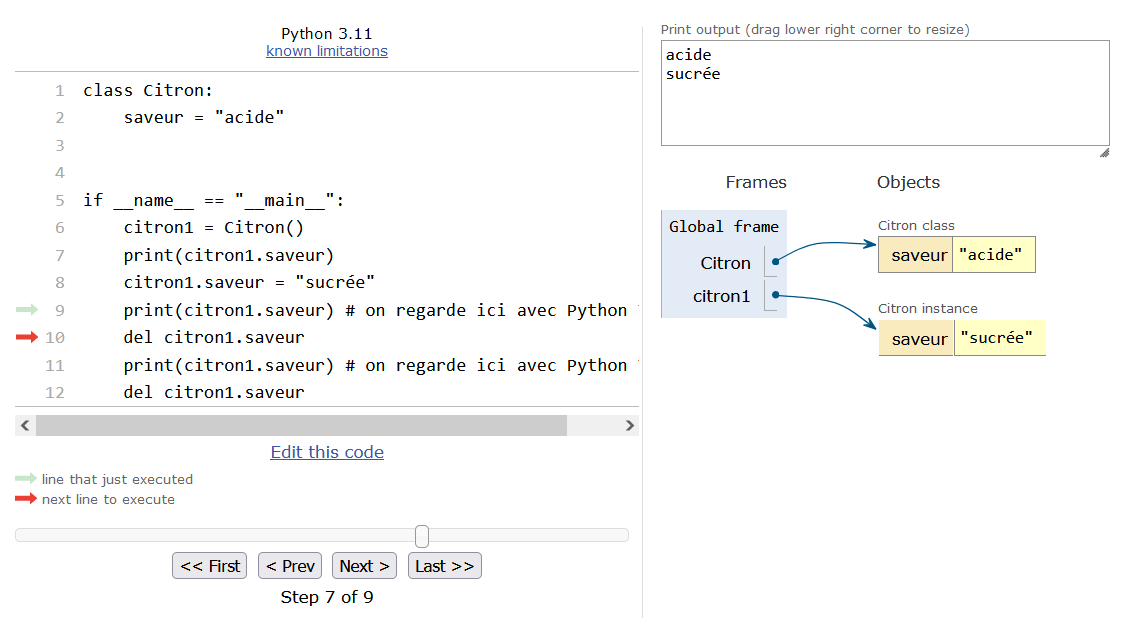 Python 3.11
known limitations
1 class Citron:
2     saveur = "acide"
3
4
5 if __name__ == "__main__":
6     citron1 = Citron()
7     print(citron1.saveur)
8     citron1.saveur = "sucrée"
9     print(citron1.saveur) # on regarde ici avec Python
10     del citron1.saveur
11     print(citron1.saveur) # on regarde ici avec Python
12     del citron1.saveur
Edit this code
line that just executed
next line to execute
<< First < Prev Next > Last >>
Step 7 of 9
Print output (drag lower right corner to resize)
acide
sucrée
Frames Objects
Global frame
Citron
citron1
Citron class
saveur "acide"
Citron instance
saveur "sucrée"